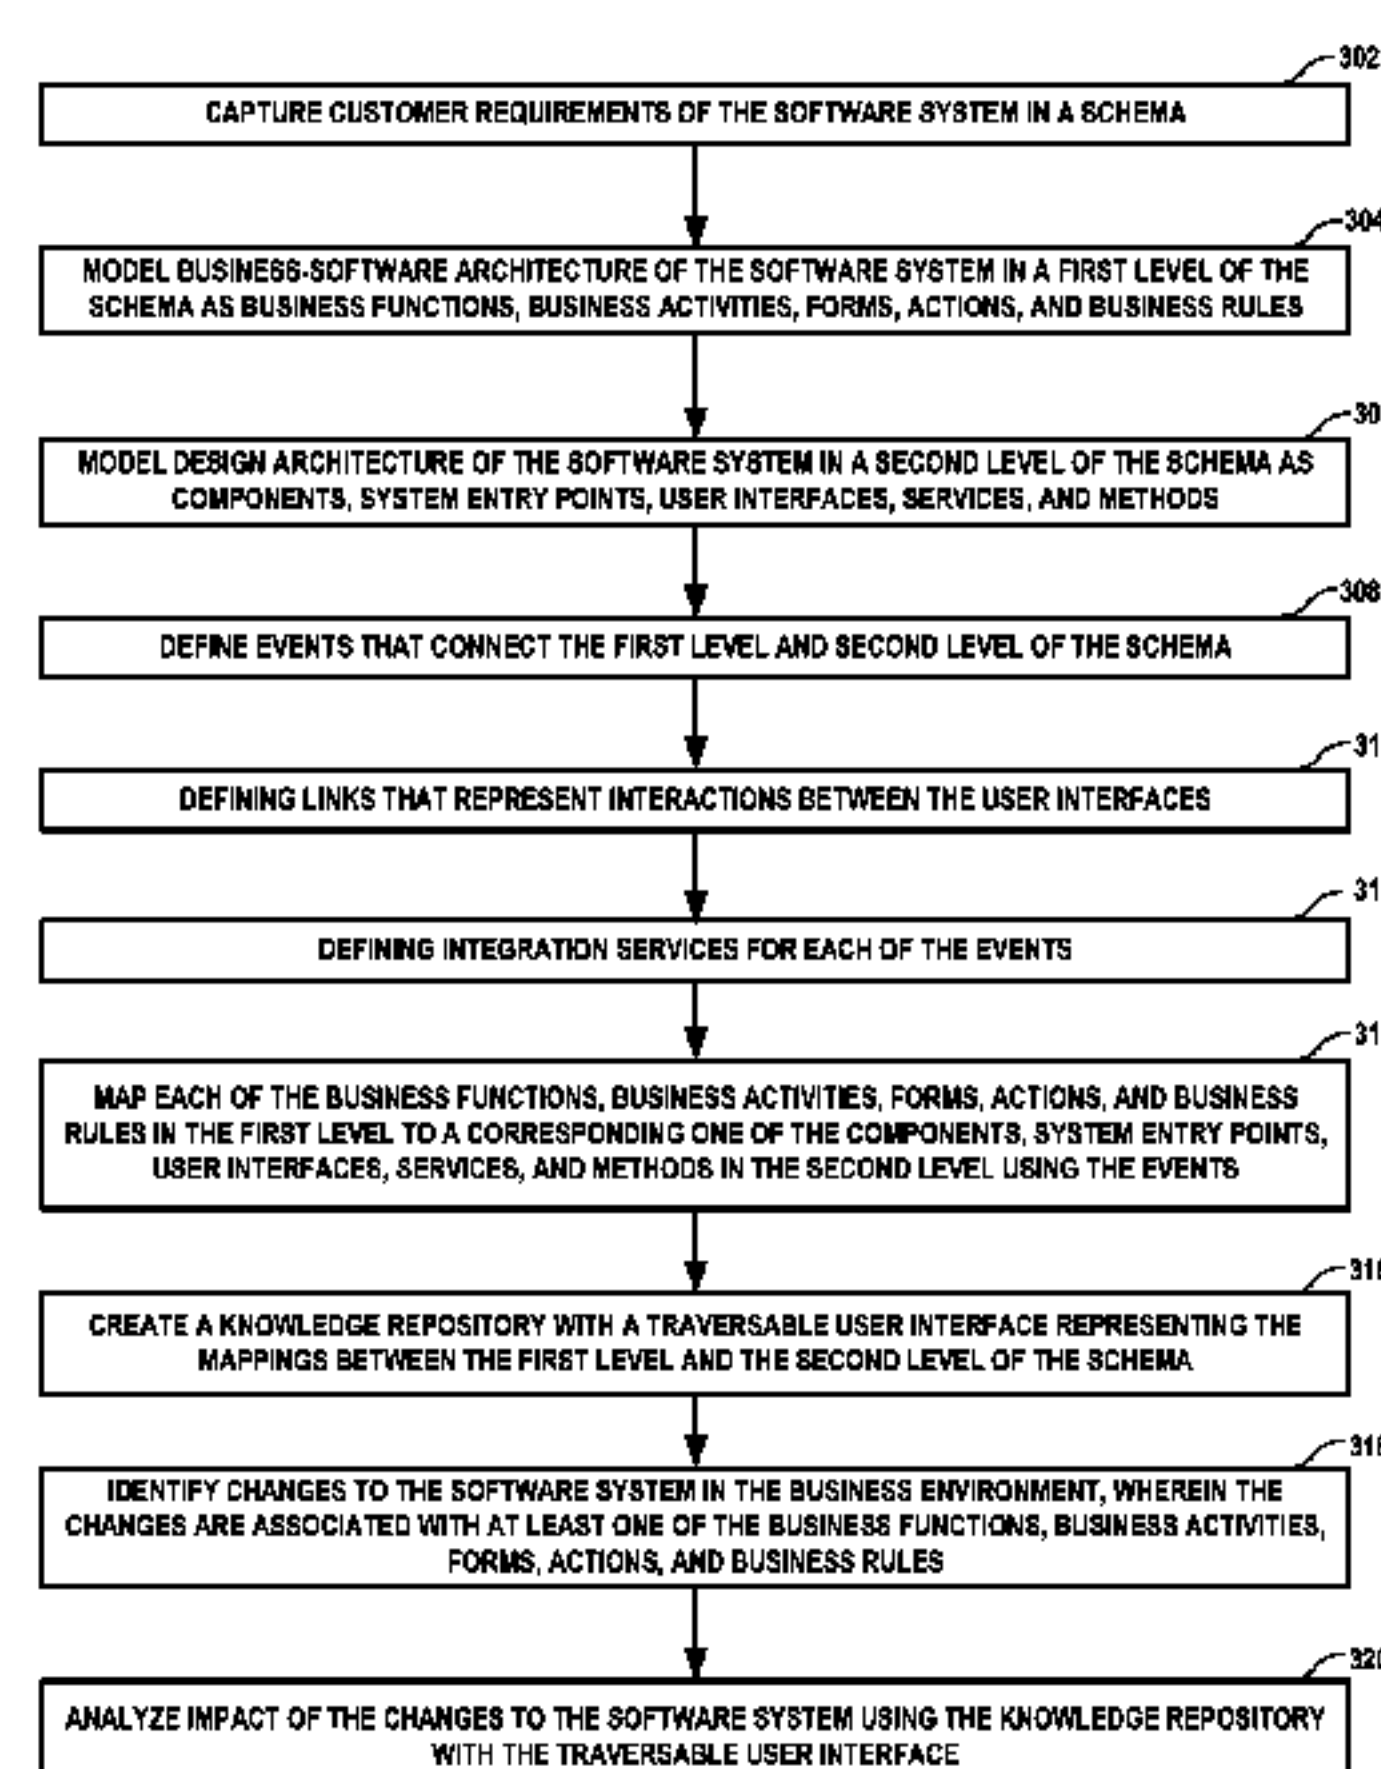 302
CAPTURE CUSTOMER REQUIREMENTS OF THE SOFTWARE SYSTEM IN A SCHEMA
304
MODEL BUSINESS-SOFTWARE ARCHITECTURE OF THE SOFTWARE SYSTEM IN A FIRST LEVEL OF THE
SCHEMA AS BUSINESS FUNCTIONS, BUSINESS ACTIVITIES, FORMS, ACTIONS, AND BUSINESS RULES
30
MODEL DESIGN ARCHITECTURE OF THE SOFTWARE SYSTEM IN A SECOND LEVEL OF THE SCHEMA AS
COMPONENTS, SYSTEM ENTRY POINTS, USER INTERFACES, SERVICES, AND METHODS
308
DEFINE EVENTS THAT CONNECT THE FIRST LEVEL AND SECOND LEVEL OF THE SCHEMA
31
DEFINING LINKS THAT REPRESENT INTERACTIONS BETWEEN THE USER INTERFACES
31
DEFINING INTEGRATION SERVICES FOR EACH OF THE EVENTS
31
MAP EACH OF THE BUSINESS FUNCTIONS, BUSINESS ACTIVITIES, FORMS, ACTIONS, AND BUSINESS
RULES IN THE FIRST LEVEL TO A CORRESPONDING ONE OF THE COMPONENTS, SYSTEM ENTRY POINTS,
USER INTERFACES, SERVICES, AND METHODS IN THE SECOND LEVEL USING THE EVENTS
CREATE A KNOWLEDGE REPOSITORY WITH A TRAVERSABLE USER INTERFACE REPRESENTING THE
MAPPINGS BETWEEN THE FIRST LEVEL AND THE SECOND LEVEL OF THE SCHEMA
IDENTIFY CHANGES TO THE SOFTWARE SYSTEM IN THE BUSINESS ENVIRONMENT, WHEREIN THE
CHANGES ARE ASSOCIATED WITH AT LEAST ONE OF THE BUSINESS FUNCTIONS, BUSINESS ACTIVITIES,
FORMS, ACTIONS, AND BUSINESS RULES
320
ANALYZE IMPACT OF THE CHANGES TO THE SOFTWARE SYSTEM USING THE KNOWLEDGE REPOSITORY
WITH THE TRAVERSABLE USER INTERFACE